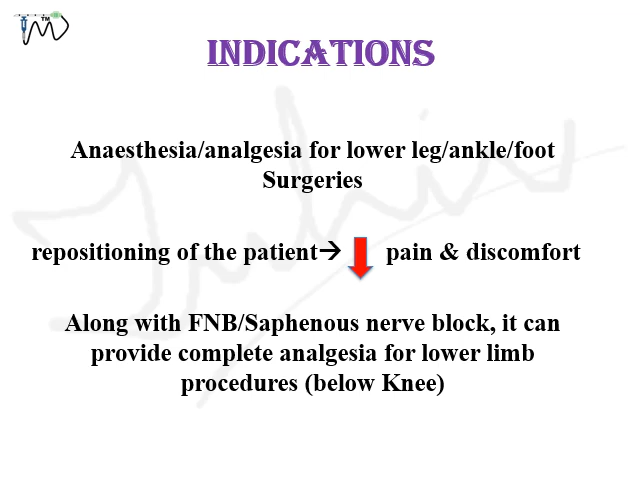 TM
INDICATIONS
Anaesthesia/analgesia for lower leg/ankle/foot
Surgeries
repositioning of the patient→ pain & discomfort
Along with FNB/Saphenous nerve block, it can
provide complete analgesia for lower limb
procedures (below Knee)